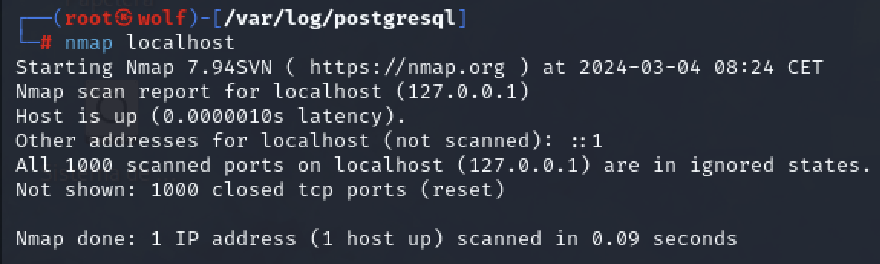 ┌──(root㉿wolf)-[/var/log/postgresql]
└─# nmap localhost
Starting Nmap 7.94SVN ( https://nmap.org ) at 2024-03-04 08:24 CET
Nmap scan report for localhost (127.0.0.1)
Host is up (0.0000010s latency).
Other addresses for localhost (not scanned): ::1
All 1000 scanned ports on localhost (127.0.0.1) are in ignored states.
Not shown: 1000 closed tcp ports (reset)

Nmap done: 1 IP address (1 host up) scanned in 0.09 seconds